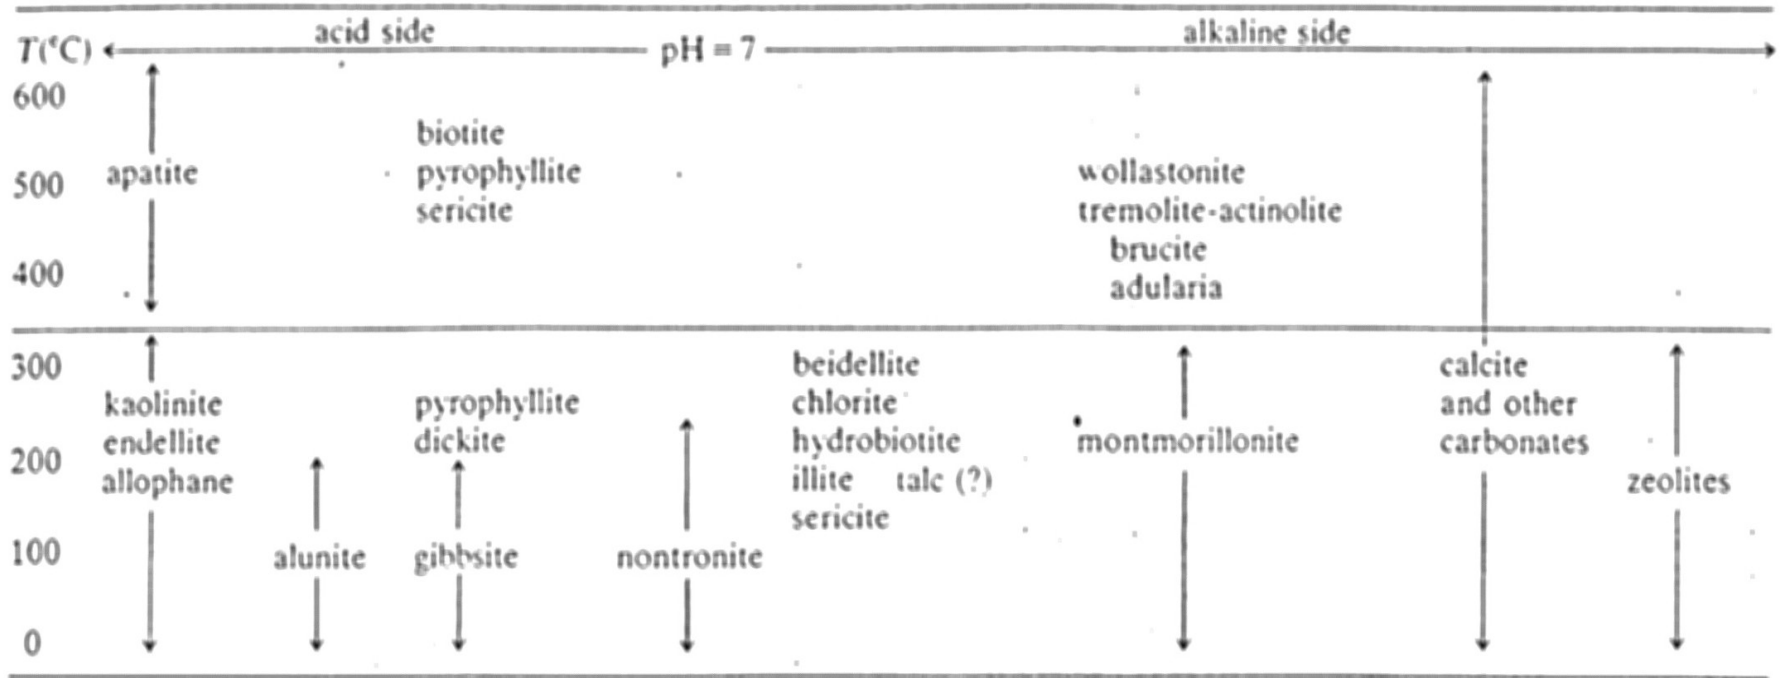 acid side alkaline side
T(°C) pH = 7
600
biotite
apatite pyrophyllite wollastonite
500
sericite tremolite-actinolite
brucite
400
adularia
300 beidellite calcite
kaolinite pyrophyllite chlorite and other
endellite dickite hydrobiotite montmorillonite carbonates
200
allophane illite talc (?) zeolites
sericite
100 alunite gibbsite nontronite
0